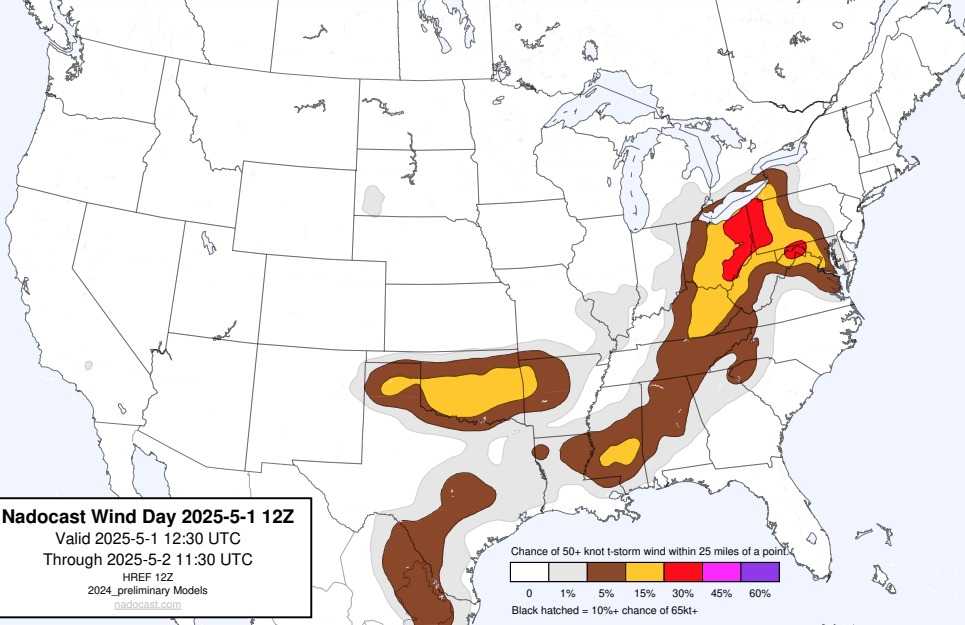 Nadocast Wind Day 2025-5-1 12Z
Valid 2025-5-1 12:30 UTC
Through 2025-5-2 11:30 UTC
HREF 12Z
2024_preliminary Models
nadocast.com
Chance of 50+ knot t-storm wind within 25 miles of a point.
0 1% 5% 15% 30% 45% 60%
Black hatched = 10%+ chance of 65kt+